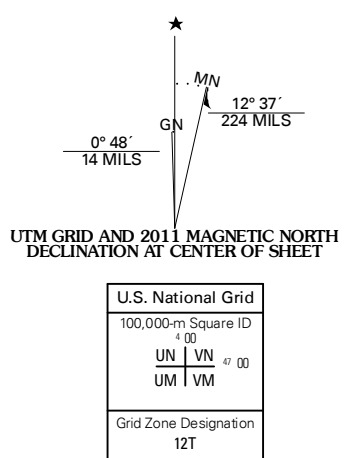 ★
MN
GN
12° 37´
224 MILS
0° 48´
14 MILS
UTM GRID AND 2011 MAGNETIC NORTH
DECLINATION AT CENTER OF SHEET
U.S. National Grid
100,000-m Square ID
4 00
UN VN 47 00
UM VM
Grid Zone Designation
12T